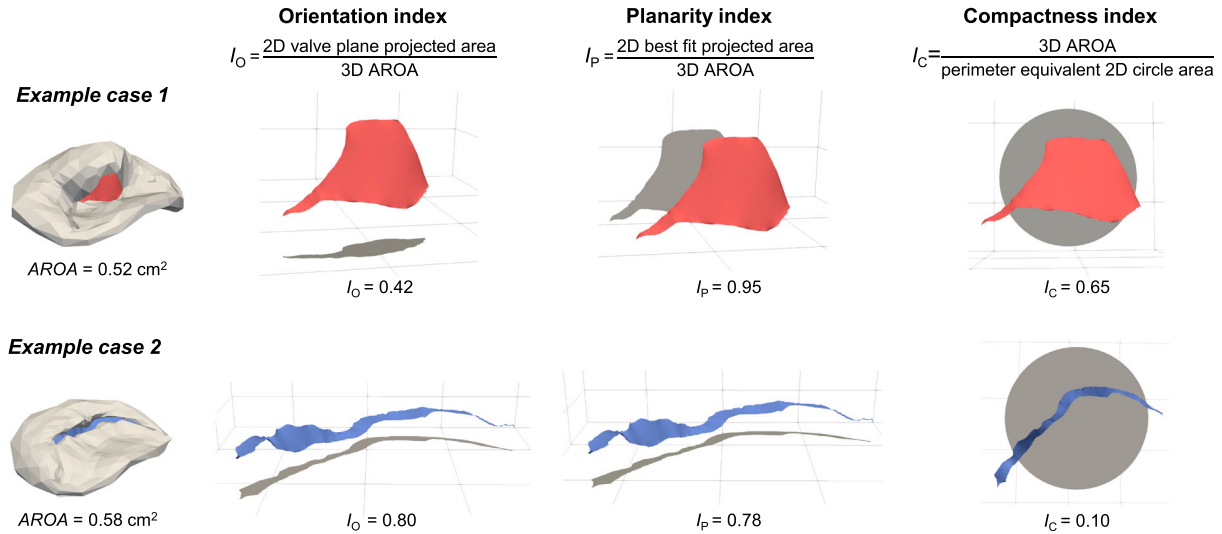 Orientation index
Planarity index
Compactness index
I_O = 2D valve plane projected area / 3D AROA
I_P = 2D best fit projected area / 3D AROA
I_C = 3D AROA / perimeter equivalent 2D circle area
Example case 1
AROA = 0.52 cm²
I_O = 0.42
I_P = 0.95
I_C = 0.65
Example case 2
AROA = 0.58 cm²
I_O = 0.80
I_P = 0.78
I_C = 0.10